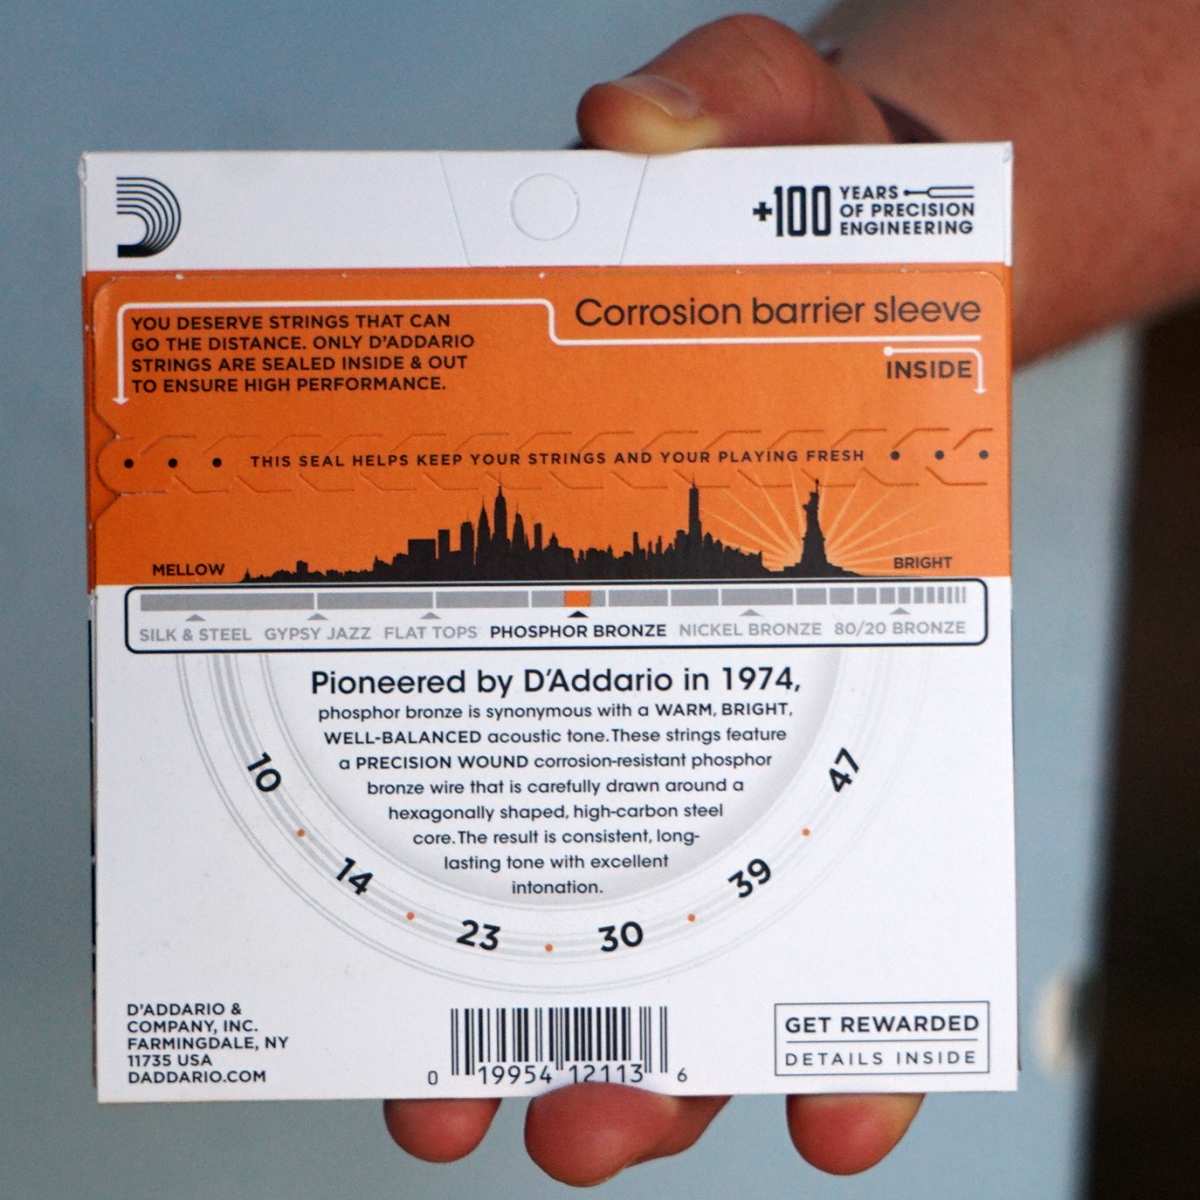 +100 YEARS
OF PRECISION
ENGINEERING
YOU DESERVE STRINGS THAT CAN
GO THE DISTANCE. ONLY D'ADDARIO
STRINGS ARE SEALED INSIDE & OUT
TO ENSURE HIGH PERFORMANCE.
Corrosion barrier sleeve
INSIDE
THIS SEAL HELPS KEEP YOUR STRINGS AND YOUR PLAYING FRESH
MELLOW
BRIGHT
SILK & STEEL GYPSY JAZZ FLAT TOPS PHOSPHOR BRONZE NICKEL BRONZE 80/20 BRONZE
Pioneered by D'Addario in 1974,
phosphor bronze is synonymous with a WARM, BRIGHT,
WELL-BALANCED acoustic tone. These strings feature
a PRECISION WOUND corrosion-resistant phosphor
bronze wire that is carefully drawn around a
hexagonally shaped, high-carbon steel
core. The result is consistent, long-
lasting tone with excellent
intonation.
10
14
23
30
39
47
D'ADDARIO &
COMPANY, INC.
FARMINGDALE, NY
11735 USA
DADDARIO.COM
0 19954 12113 6
GET REWARDED
DETAILS INSIDE